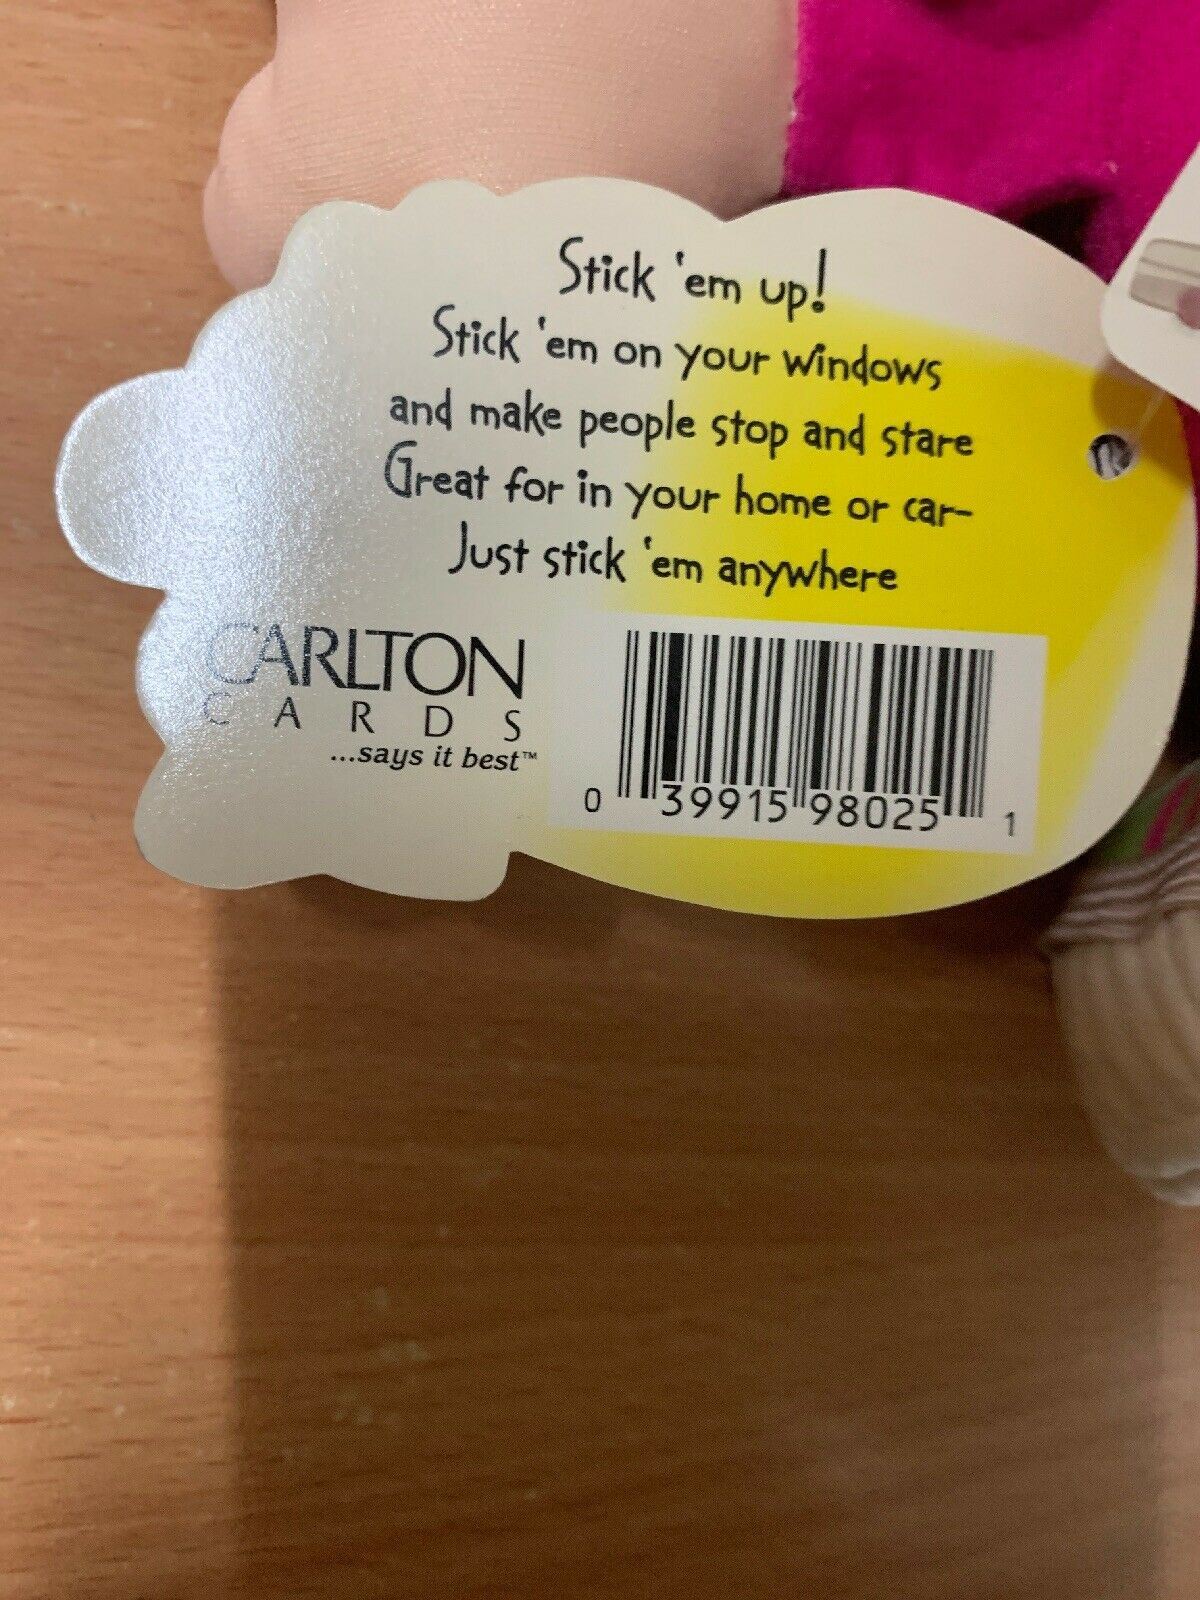 Stick 'em up!
Stick 'em on your windows
and make people stop and stare
Great for in your home or car-
Just stick 'em anywhere
CARLTON
CARDS
...says it best™
0 39915 98025 1